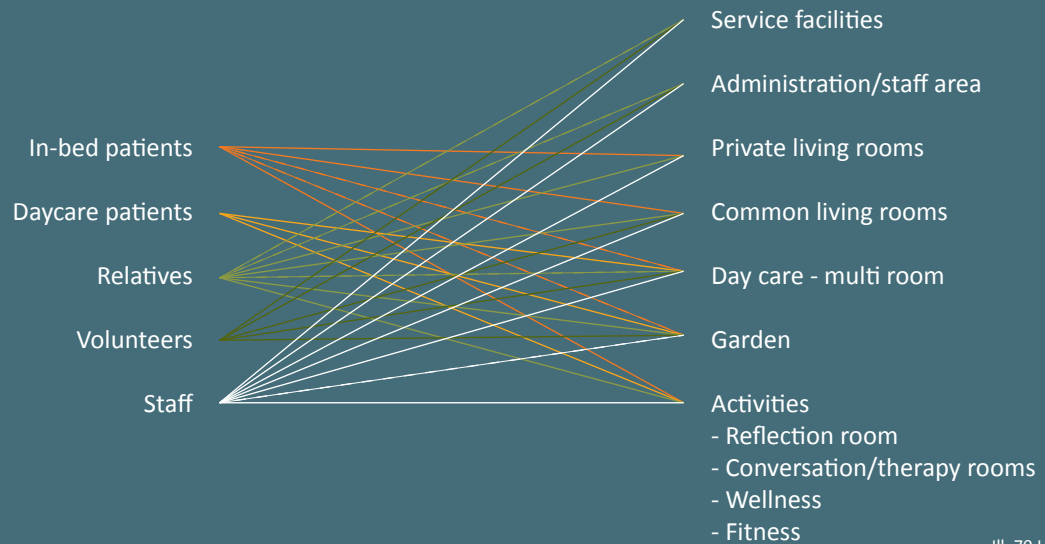 In-bed patients
Daycare patients
Relatives
Volunteers
Staff
Service facilities
Administration/staff area
Private living rooms
Common living rooms
Day care - multi room
Garden
Activities
- Reflection room
- Conversation/therapy rooms
- Wellness
- Fitness